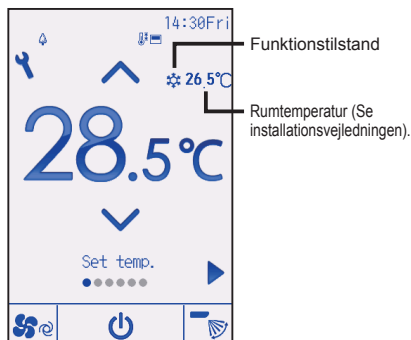 14:30Fri
Funktionstilstand
26.5°C
Rumtemperatur (Se
installationsvejledningen).
28.5°C
Set temp.